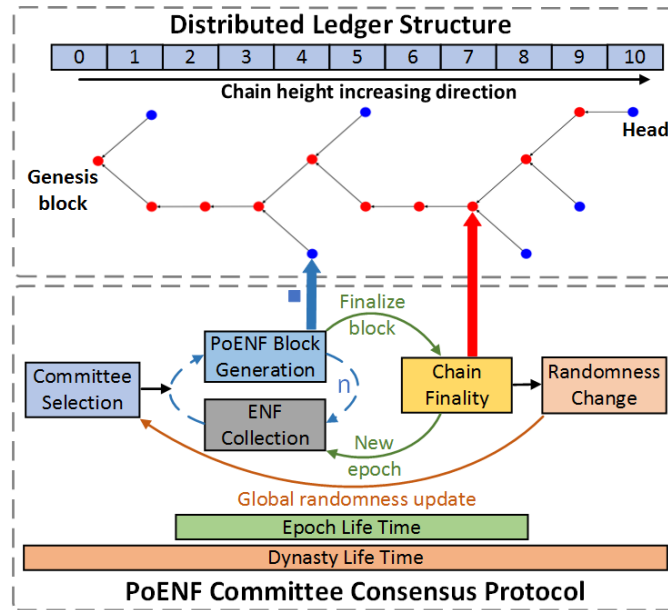 Distributed Ledger Structure
0 1 2 3 4 5 6 7 8 9 10
Chain height increasing direction
Head
Genesis
block
Finalize
block
PoENF Block
Generation
Committee
Selection
n
Chain
Finality
Randomness
Change
ENF
Collection
New
epoch
Global randomness update
Epoch Life Time
Dynasty Life Time
PoENF Committee Consensus Protocol